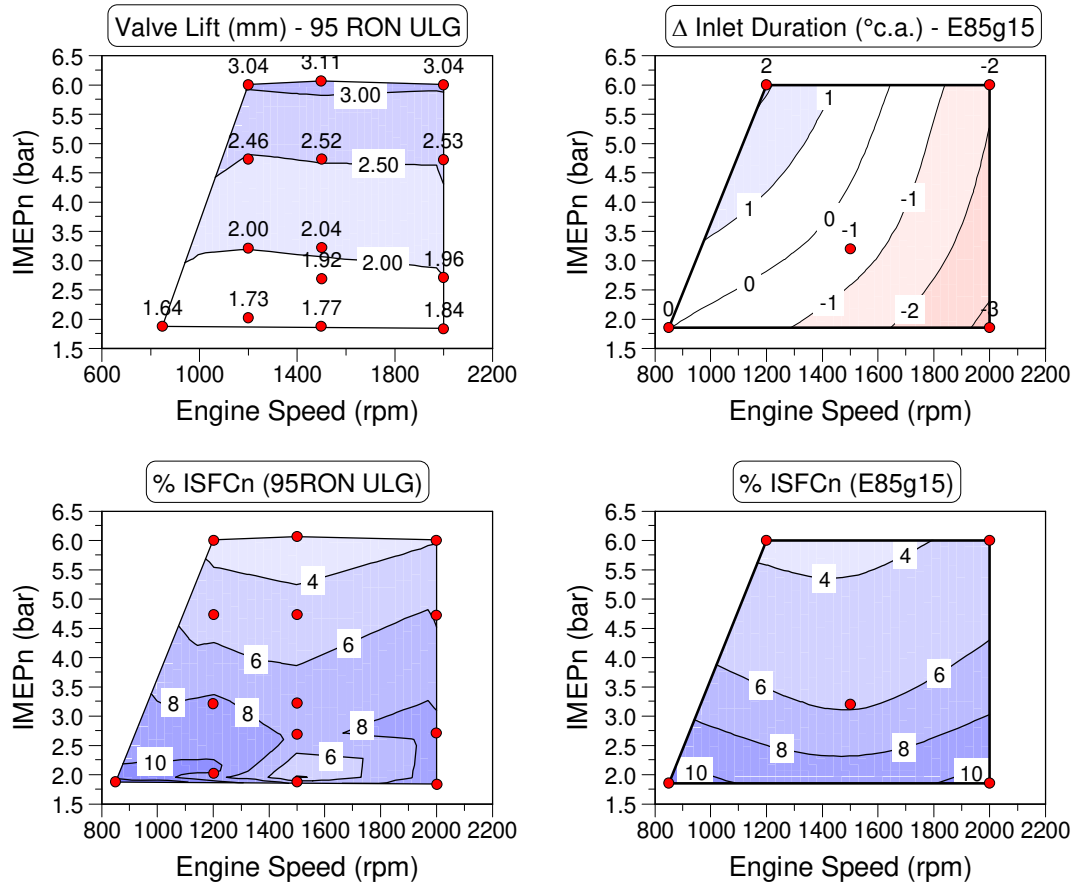 Valve Lift (mm) - 95 RON ULG
6.5
6.0
5.5
5.0
4.5
4.0
3.5
3.0
2.5
2.0
1.5
IMEPn (bar)
3.04 3.11 3.04
3.00
2.46 2.52 2.53
2.50
2.00 2.04
1.92 2.00 1.96
1.64 1.73 1.77 1.84
600 1000 1400 1800 2200
Engine Speed (rpm)
Δ Inlet Duration (°c.a.) - E85g15
6.5
6.0
5.5
5.0
4.5
4.0
3.5
3.0
2.5
2.0
1.5
IMEPn (bar)
2 -2
1
1 0 -1
-1
0 -1 -2
0 -3
800 1000 1200 1400 1600 1800 2000 2200
Engine Speed (rpm)
% ISFCn (95RON ULG)
6.5
6.0
5.5
5.0
4.5
4.0
3.5
3.0
2.5
2.0
1.5
IMEPn (bar)
4
6 6
8 8 8
10 6
800 1000 1200 1400 1600 1800 2000 2200
Engine Speed (rpm)
% ISFCn (E85g15)
6.5
6.0
5.5
5.0
4.5
4.0
3.5
3.0
2.5
2.0
1.5
IMEPn (bar)
4 4
6 6
8 8
10 10
800 1000 1200 1400 1600 1800 2000 2200
Engine Speed (rpm)